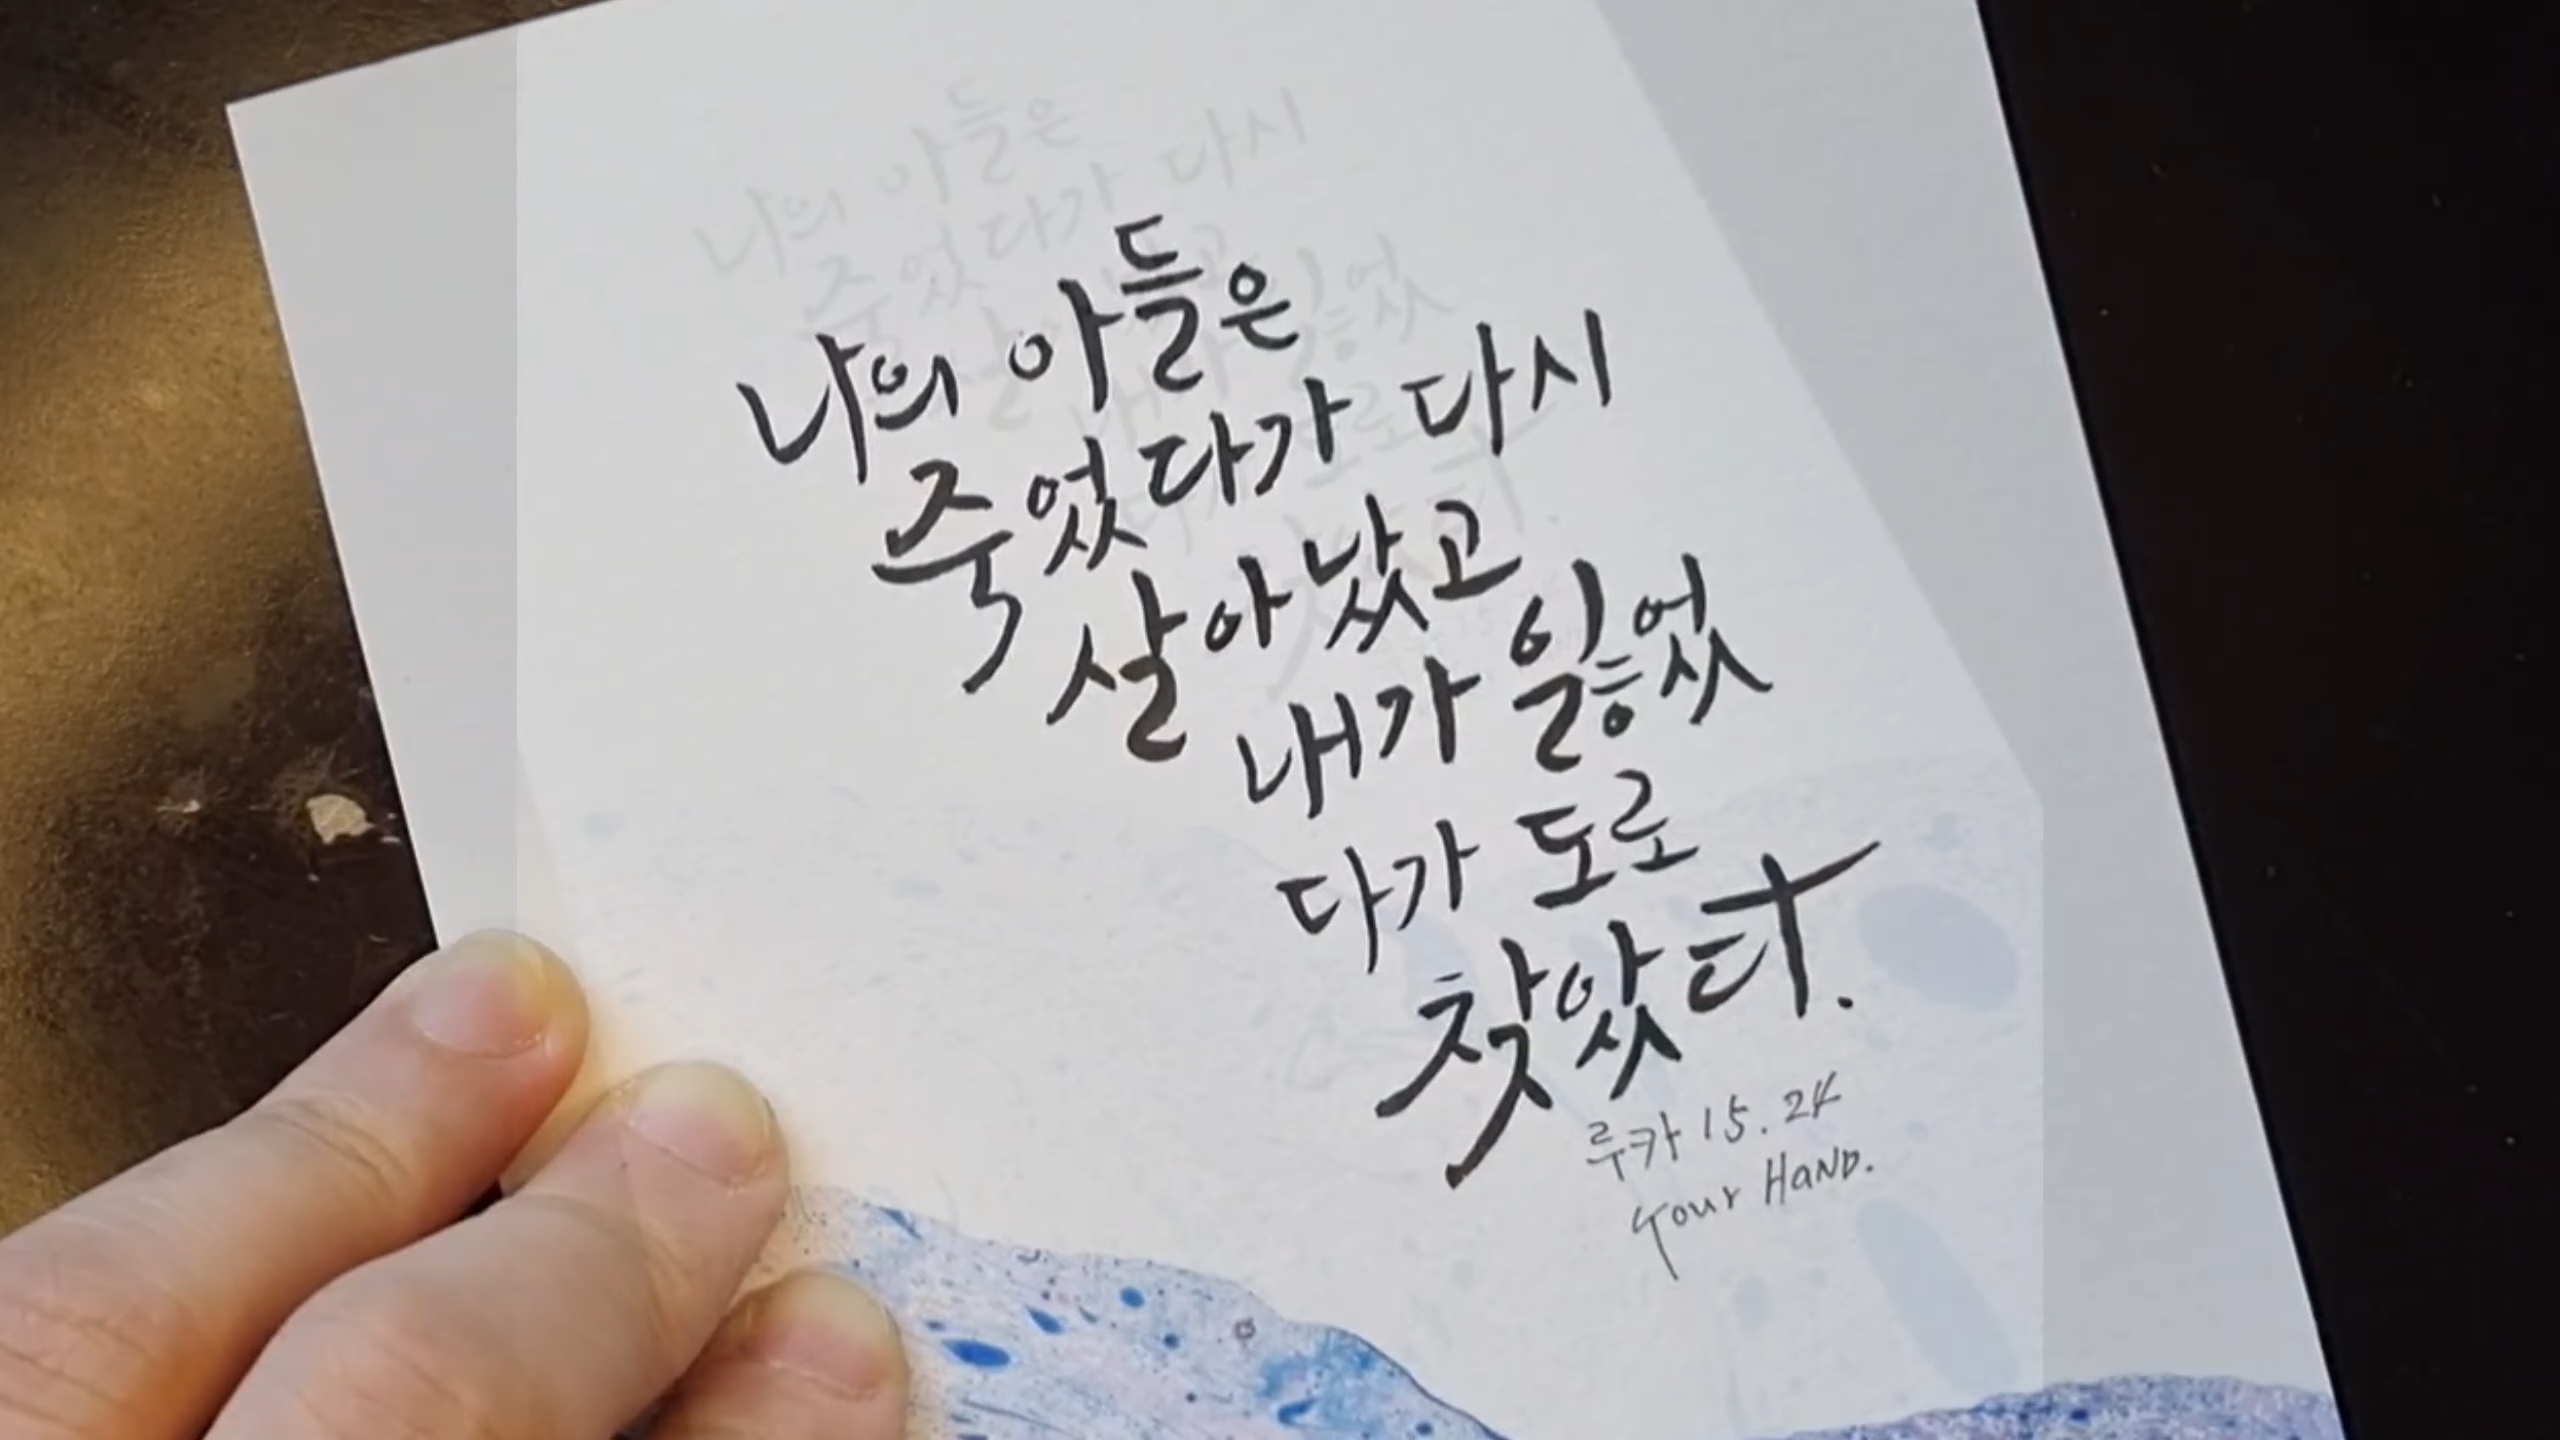 나의 아들은
죽었다가 다시
살아났고
내가 잃었
다가 도로
찾았다.
루카 15. 24
Your HaND.